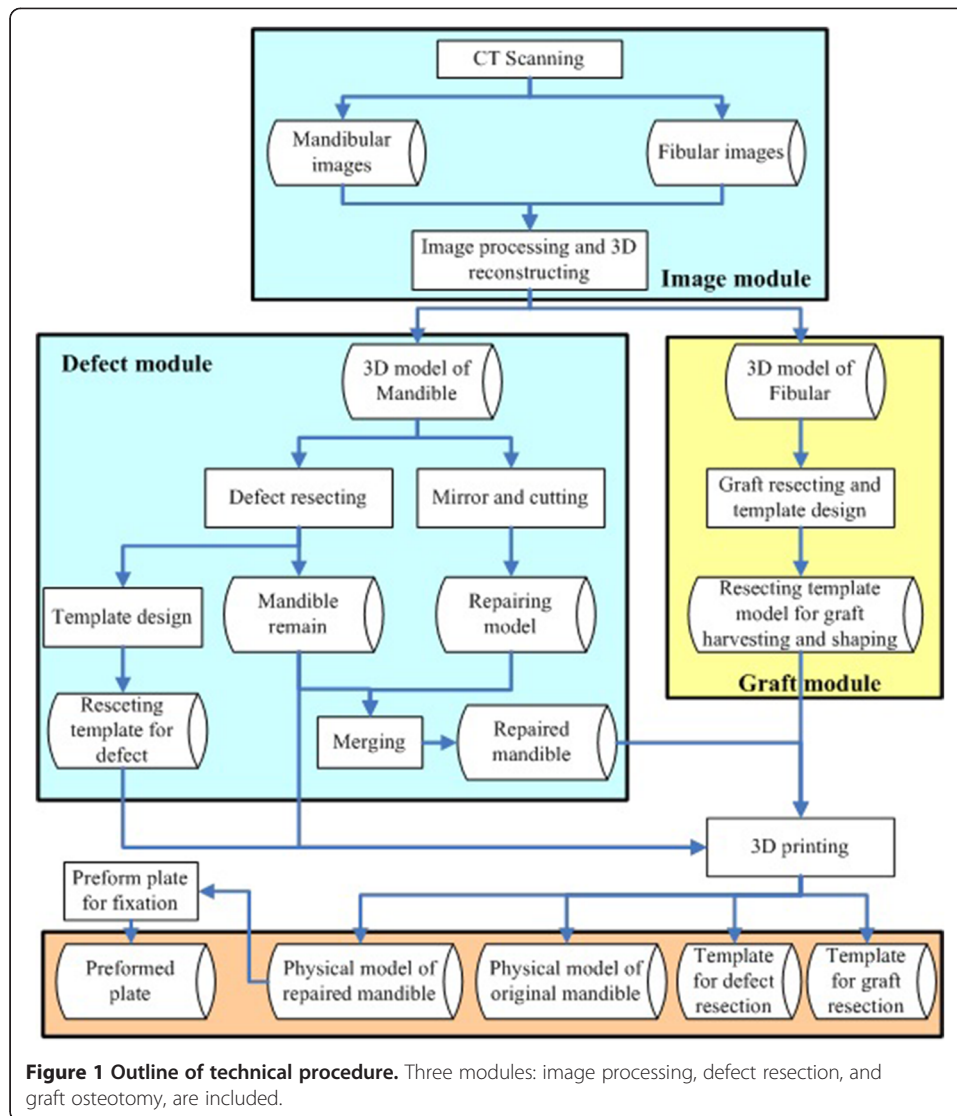 CT Scanning
Mandibular
images
Fibular images
Image processing and 3D
reconstructing
Image module
Defect module
3D model of
Mandible
3D model of
Fibular
Defect resecting
Mirror and cutting
Graft resecting and
template design
Template design
Mandible
remain
Repairing
model
Resecting template
model for graft
harvesting and shaping
Graft module
Resceting
template for
defect
Merging
Repaired
mandible
3D printing
Preform plate
for fixation
Preformed
plate
Physical model of
repaired mandible
Physical model of
original mandible
Template
for defect
resection
Template
for graft
resection
Figure 1 Outline of technical procedure. Three modules: image processing, defect resection, and
graft osteotomy, are included.